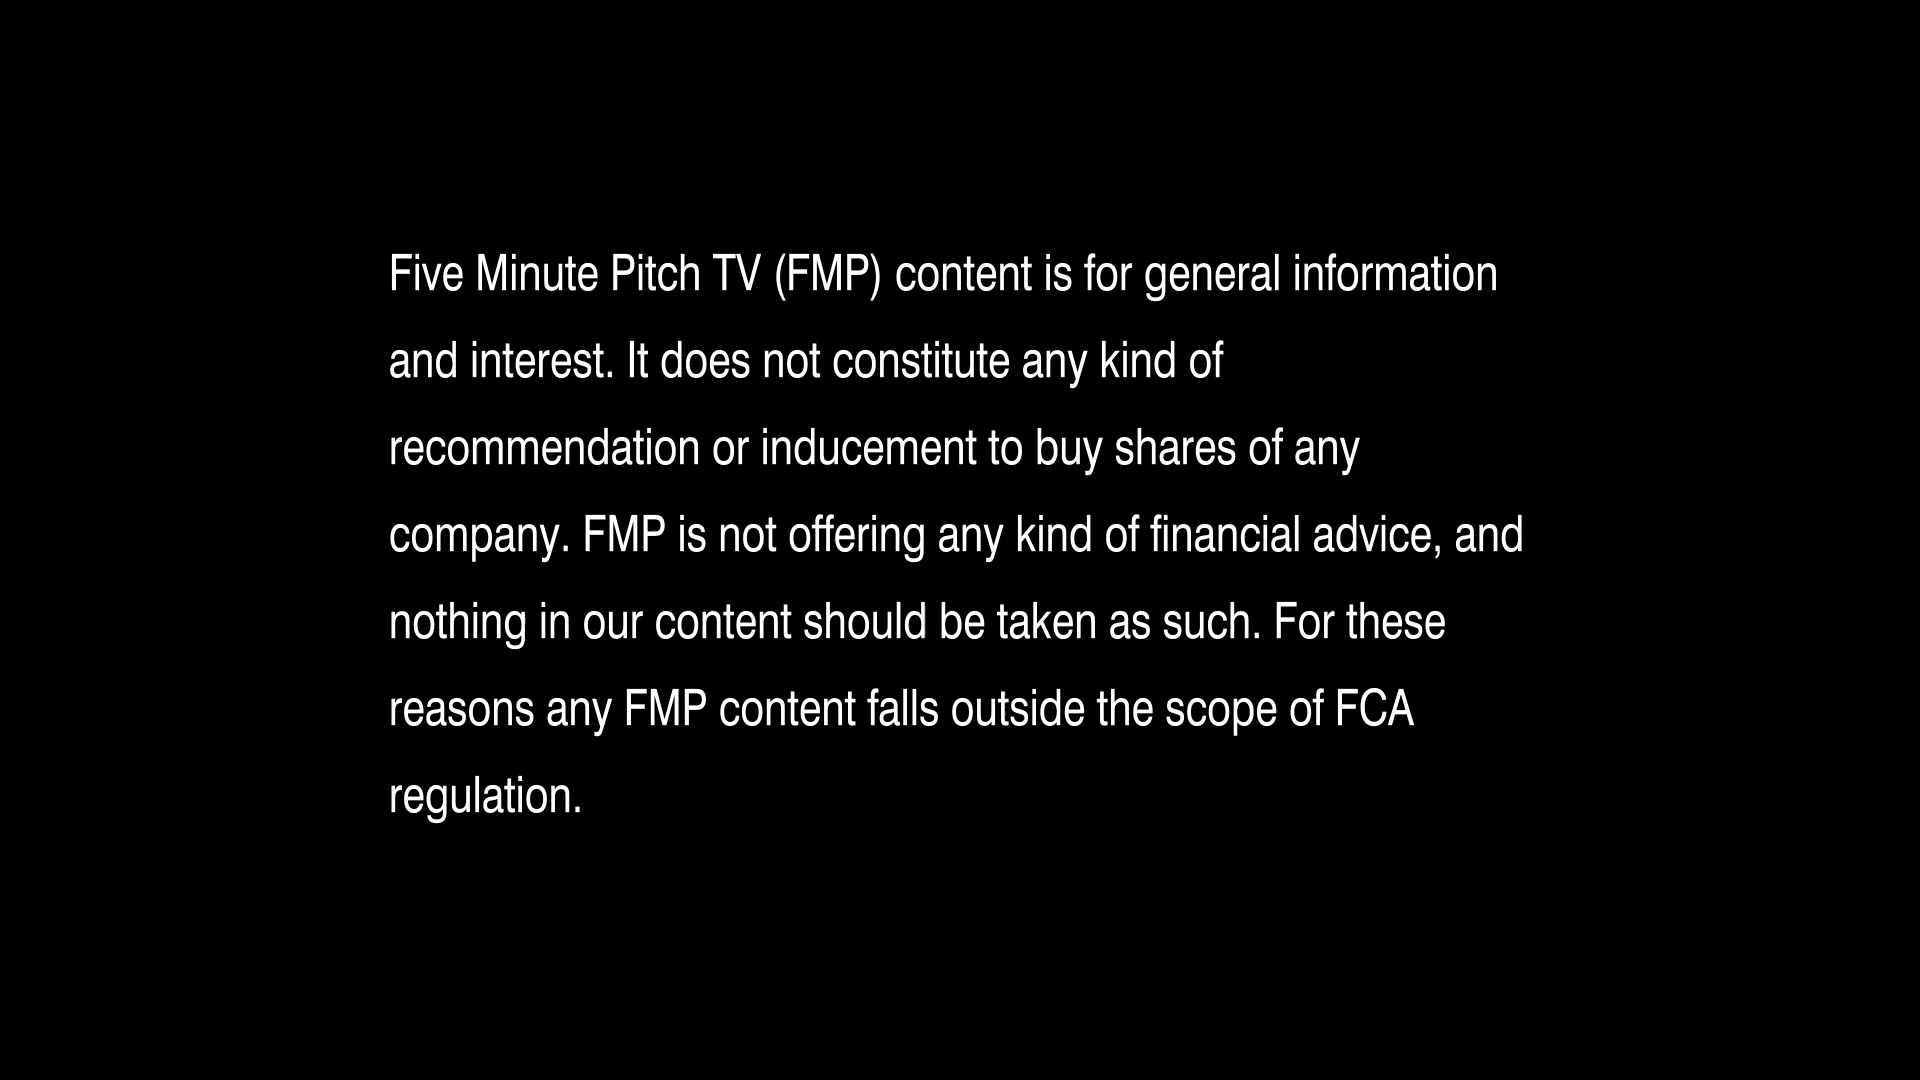 Five Minute Pitch TV (FMP) content is for general information
and interest. It does not constitute any kind of
recommendation or inducement to buy shares of any
company. FMP is not offering any kind of financial advice, and
nothing in our content should be taken as such. For these
reasons any FMP content falls outside the scope of FCA
regulation.